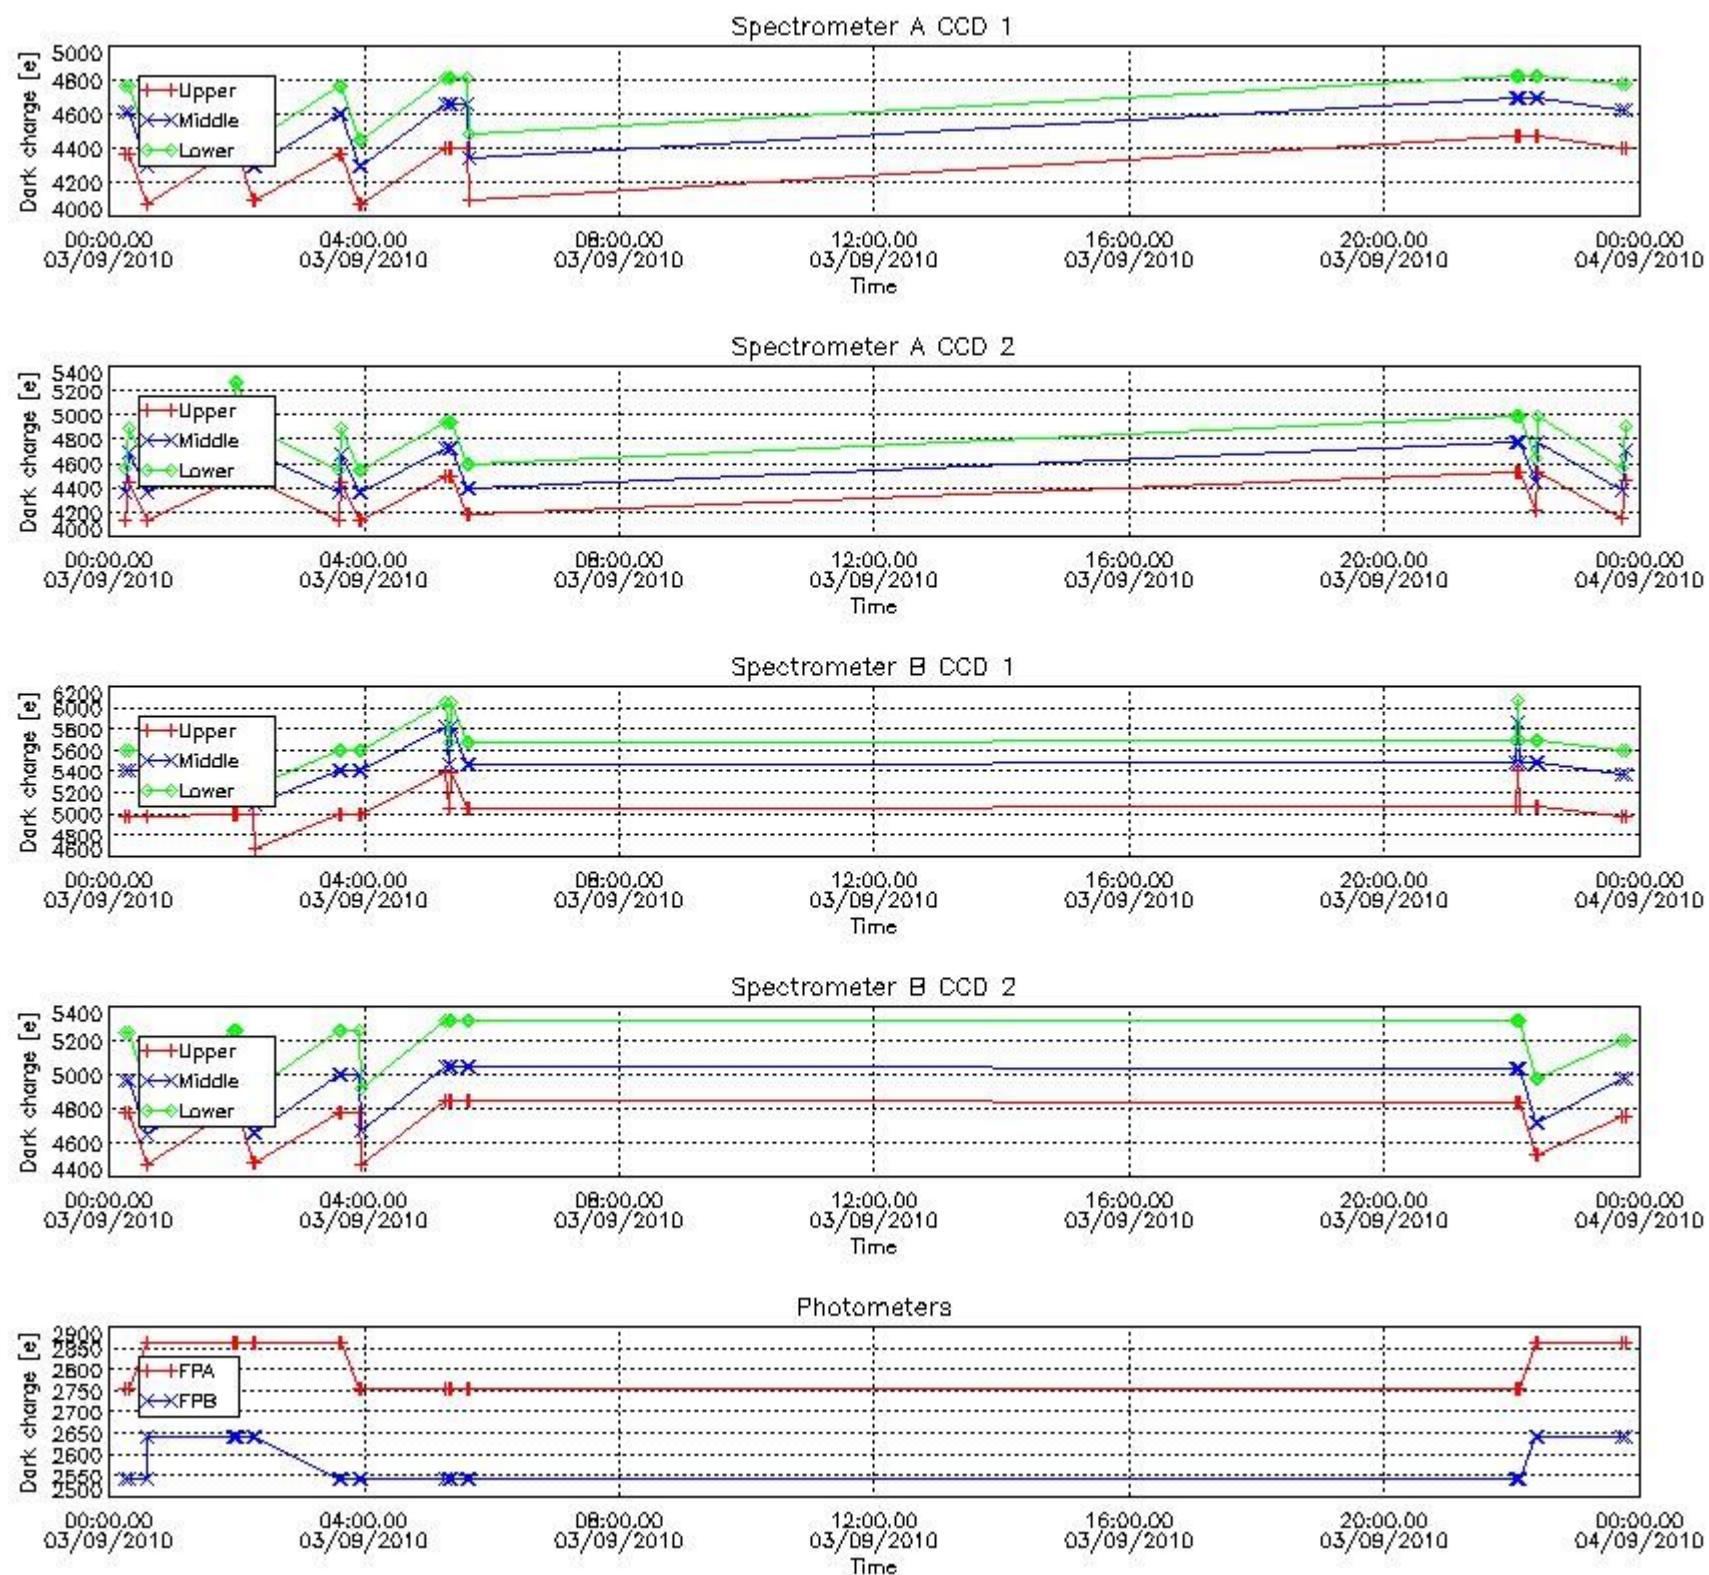 Spectrometer A CCD 1
Dark charge [e]
5000
4800
4600
4400
4200
4000
Upper
Middle
Lower
00:00.00 04:00.00 08:00.00 12:00.00 16:00.00 20:00.00 00:00.00
03/09/2010 03/09/2010 03/09/2010 03/09/2010 03/09/2010 03/09/2010 04/09/2010
Time
Spectrometer A CCD 2
Dark charge [e]
5400
5200
5000
4800
4600
4400
4200
4000
Upper
Middle
Lower
00:00.00 04:00.00 08:00.00 12:00.00 16:00.00 20:00.00 00:00.00
03/09/2010 03/09/2010 03/09/2010 03/09/2010 03/09/2010 03/09/2010 04/09/2010
Time
Spectrometer B CCD 1
Dark charge [e]
6200
6000
5800
5600
5400
5200
5000
4800
4600
Upper
Middle
Lower
00:00.00 04:00.00 08:00.00 12:00.00 16:00.00 20:00.00 00:00.00
03/09/2010 03/09/2010 03/09/2010 03/09/2010 03/09/2010 03/09/2010 04/09/2010
Time
Spectrometer B CCD 2
Dark charge [e]
5400
5200
5000
4800
4600
4400
Upper
Middle
Lower
00:00.00 04:00.00 08:00.00 12:00.00 16:00.00 20:00.00 00:00.00
03/09/2010 03/09/2010 03/09/2010 03/09/2010 03/09/2010 03/09/2010 04/09/2010
Time
Photometers
Dark charge [e]
2900
2850
2800
2750
2700
2650
2600
2550
2500
FPA
FPB
00:00.00 04:00.00 08:00.00 12:00.00 16:00.00 20:00.00 00:00.00
03/09/2010 03/09/2010 03/09/2010 03/09/2010 03/09/2010 03/09/2010 04/09/2010
Time